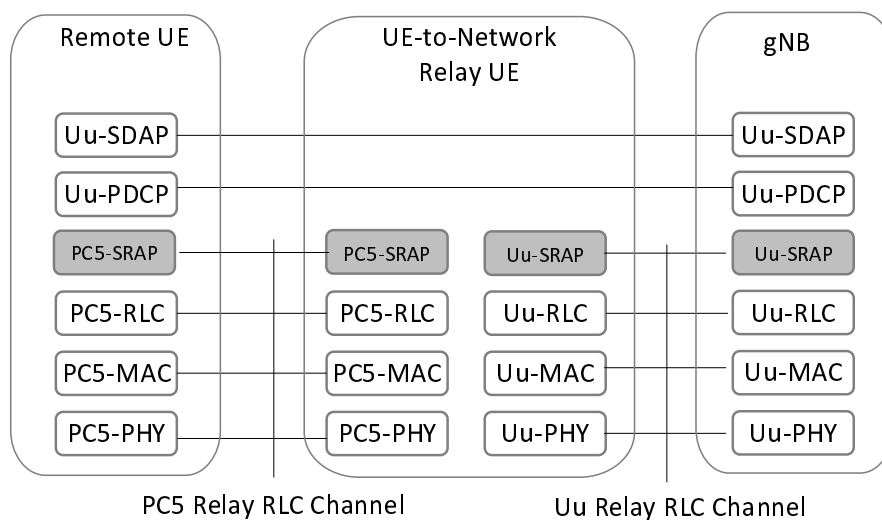 Remote UE
UE-to-Network
Relay UE
gNB
Uu-SDAP
Uu-SDAP
Uu-PDCP
Uu-PDCP
PC5-SRAP
PC5-SRAP
Uu-SRAP
Uu-SRAP
PC5-RLC
PC5-RLC
Uu-RLC
Uu-RLC
PC5-MAC
PC5-MAC
Uu-MAC
Uu-MAC
PC5-PHY
PC5-PHY
Uu-PHY
Uu-PHY
PC5 Relay RLC Channel
Uu Relay RLC Channel